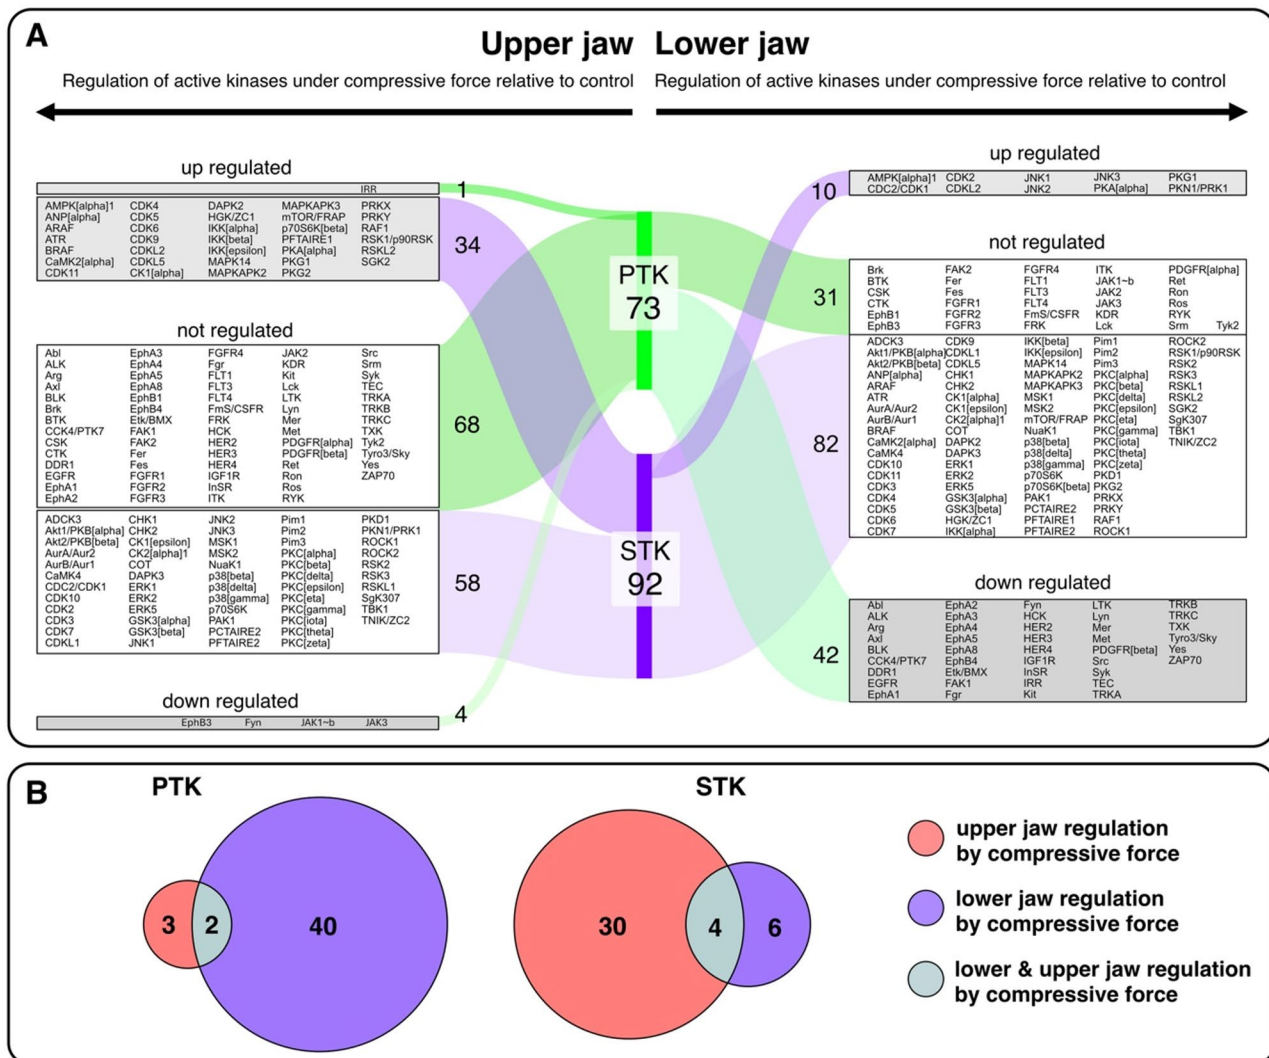 A
Upper jaw Lower jaw
Regulation of active kinases under compressive force relative to control
Regulation of active kinases under compressive force relative to control
up regulated
IRR
1
AMPK[alpha]1 CDK4 DAPK2 MAPKAPK3 PRKX
ANP[alpha] CDK5 HGK/ZC1 mTOR/FRAP PRKY
ARAF CDK6 IKK[alpha] p70S6K[beta] RAF1
ATR CDK9 IKK[beta] PFTAIRE1 RSK1/p90RSK
BRAF CDKL2 IKK[epsilon] PKA[alpha] RSKL2
CaMK2[alpha] CDKL5 MAPK14 PKG1 SGK2
CDK11 CK1[alpha] MAPKAPK2 PKG2
34
not regulated
Abl EphA3 FGFR4 JAK2 Src
ALK EphA4 Fgr KDR Srm
Arg EphA5 FLT1 Kit Syk
Axl EphA8 FLT3 Lck TEC
BLK EphB1 FLT4 LTK TRKA
Brk EphB4 FmS/CSFR Lyn TRKB
BTK Etk/BMX FRK Mer TRKC
CCK4/PTK7 FAK1 HCK Met TXK
CSK FAK2 HER2 PDGFR[alpha] Tyk2
CTK Fer HER3 PDGFR[beta] Tyro3/Sky
DDR1 Fes HER4 Ret Yes
EGFR FGFR1 IGF1R Ron ZAP70
EphA1 FGFR2 InSR Ros
EphA2 FGFR3 ITK RYK
68
ADCK3 CHK1 JNK2 Pim1 PKD1
Akt1/PKB[alpha] CHK2 JNK3 Pim2 PKN1/PRK1
Akt2/PKB[beta] CK1[epsilon] MSK1 Pim3 ROCK1
AurA/Aur2 CK2[alpha]1 MSK2 PKC[alpha] ROCK2
AurB/Aur1 COT NuaK1 PKC[beta] RSK2
CaMK4 DAPK3 p38[beta] PKC[delta] RSK3
CDC2/CDK1 ERK1 p38[delta] PKC[epsilon] RSKL1
CDK10 ERK2 p38[gamma] PKC[eta] SgK307
CDK2 ERK5 p70S6K PKC[gamma] TBK1
CDK3 GSK3[alpha] PAK1 PKC[iota] TNIK/ZC2
CDK7 GSK3[beta] PCTAIRE2 PKC[theta]
CDKL1 JNK1 PFTAIRE2 PKC[zeta]
58
down regulated
EphB3 Fyn JAK1~b JAK3
4
PTK
73
STK
92
up regulated
10
AMPK[alpha]1 CDK2 JNK1 JNK3 PKG1
CDC2/CDK1 CDKL2 JNK2 PKA[alpha] PKN1/PRK1
not regulated
31
Brk FAK2 FGFR4 ITK PDGFR[alpha]
BTK Fer FLT1 JAK1~b Ret
CSK Fes FLT3 JAK2 Ron
CTK FGFR1 FLT4 JAK3 Ros
EphB1 FGFR2 FmS/CSFR KDR RYK
EphB3 FGFR3 FRK Lck Srm Tyk2
82
ADCK3 CDK9 IKK[beta] Pim1 ROCK2
Akt1/PKB[alpha] CDKL1 IKK[epsilon] Pim2 RSK1/p90RSK
Akt2/PKB[beta] CDKL5 MAPK14 Pim3 RSK2
ANP[alpha] CHK1 MAPKAPK2 PKC[alpha] RSK3
ARAF CHK2 MAPKAPK3 PKC[beta] RSKL1
ATR CK1[alpha] MSK1 PKC[delta] RSKL2
AurA/Aur2 CK1[epsilon] MSK2 PKC[epsilon] SGK2
AurB/Aur1 CK2[alpha]1 mTOR/FRAP PKC[eta] SgK307
BRAF COT NuaK1 PKC[gamma] TBK1
CaMK2[alpha] DAPK2 p38[beta] PKC[iota] TNIK/ZC2
CaMK4 DAPK3 p38[delta] PKC[theta]
CDK10 ERK1 p38[gamma] PKC[zeta]
CDK11 ERK2 p70S6K PKD1
CDK3 ERK5 p70S6K[beta] PKG2
CDK4 GSK3[alpha] PAK1 PRKX
CDK5 GSK3[beta] PCTAIRE2 PRKY
CDK6 HGK/ZC1 PFTAIRE1 RAF1
CDK7 IKK[alpha] PFTAIRE2 ROCK1
down regulated
42
Abl EphA2 Fyn LTK TRKB
ALK EphA3 HCK Lyn TRKC
Arg EphA4 HER2 Mer TXK
Axl EphA5 HER3 Met Tyro3/Sky
BLK EphA8 HER4 PDGFR[beta] Yes
CCK4/PTK7 EphB4 IGF1R Src ZAP70
DDR1 Etk/BMX InSR Syk
EGFR FAK1 IRR TEC
EphA1 Fgr Kit TRKA
B
PTK
3 2 40
STK
30 4 6
upper jaw regulation
by compressive force
lower jaw regulation
by compressive force
lower & upper jaw regulation
by compressive force